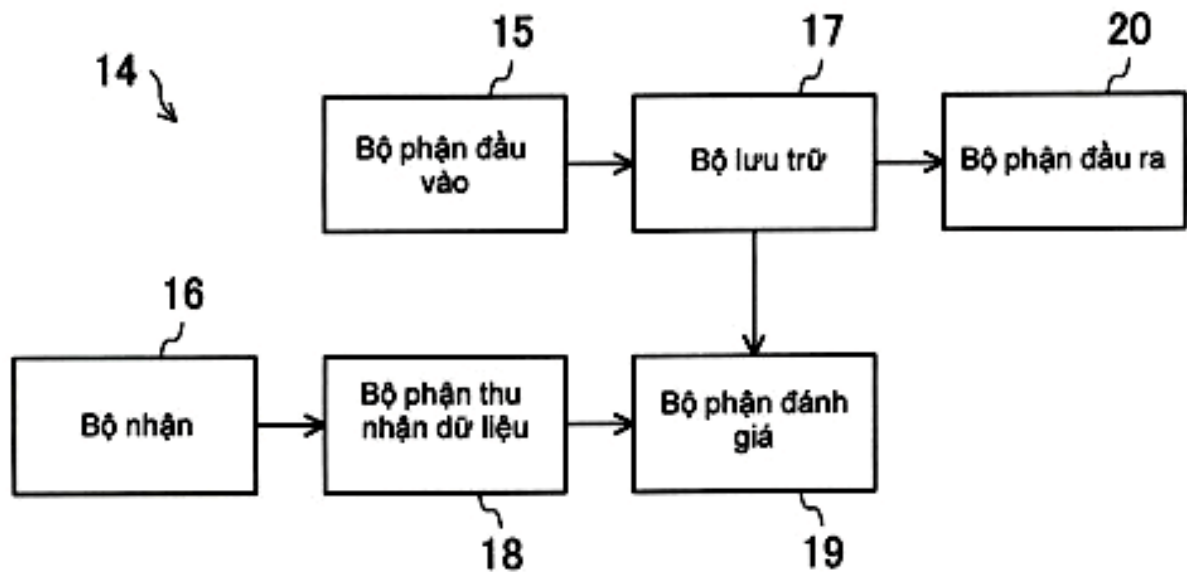 14
15
17
20
Bộ phận đầu
vào
Bộ lưu trữ
Bộ phận đầu ra
16
Bộ nhận
Bộ phận thu
nhận dữ liệu
Bộ phận đánh
giá
18
19